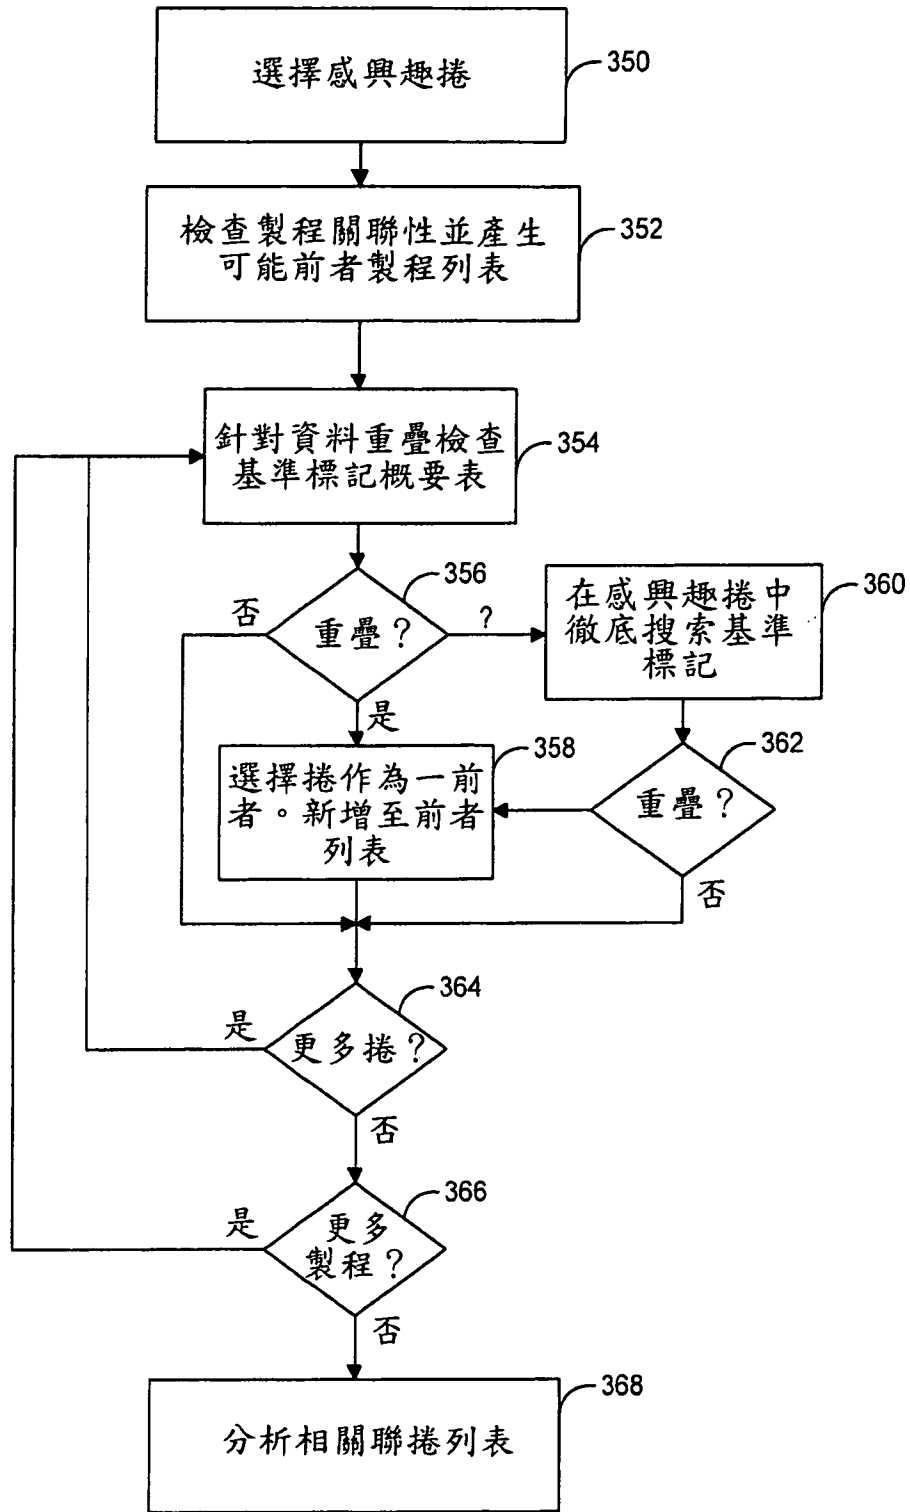 選擇感興趣捲
350
檢查製程關聯性並產生
可能前者製程列表
352
針對資料重疊檢查
基準標記概要表
354
356
否
重疊？
?
是
在感興趣捲中
徹底搜索基準
標記
360
358
選擇捲作為一前
者。新增至前者
列表
362
重疊？
否
364
是
更多捲？
否
366
是
更多
製程？
否
368
分析相關聯捲列表